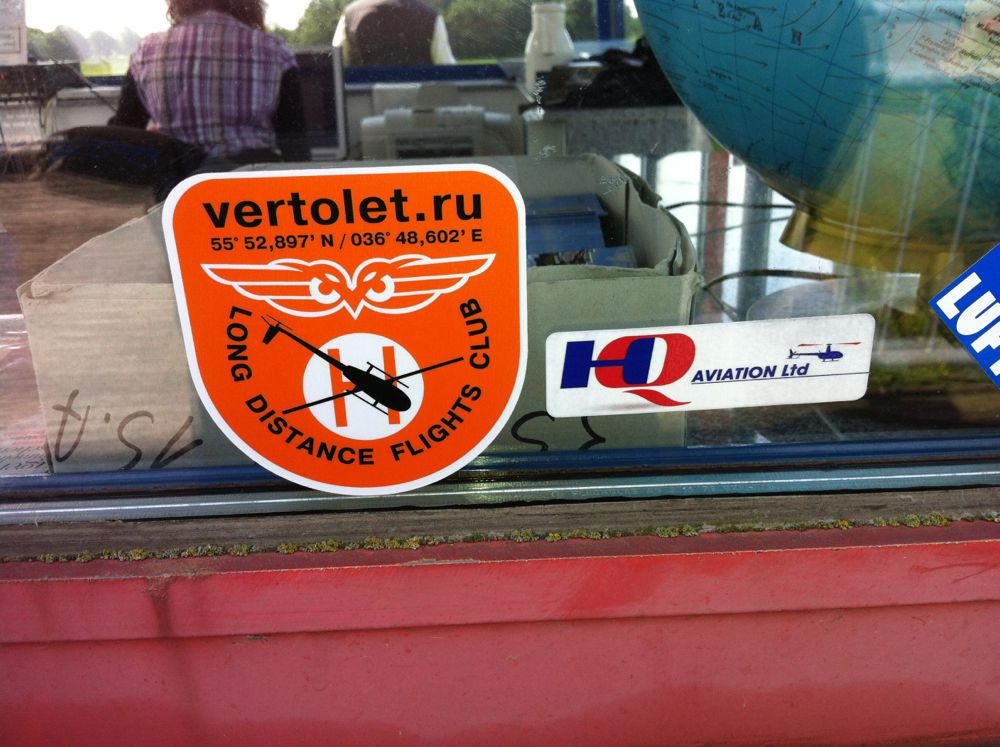 vertolet.ru
55° 52,897' N / 036° 48,602' E
LONG DISTANCE FLIGHTS CLUB
H
HQ AVIATION Ltd
LUF